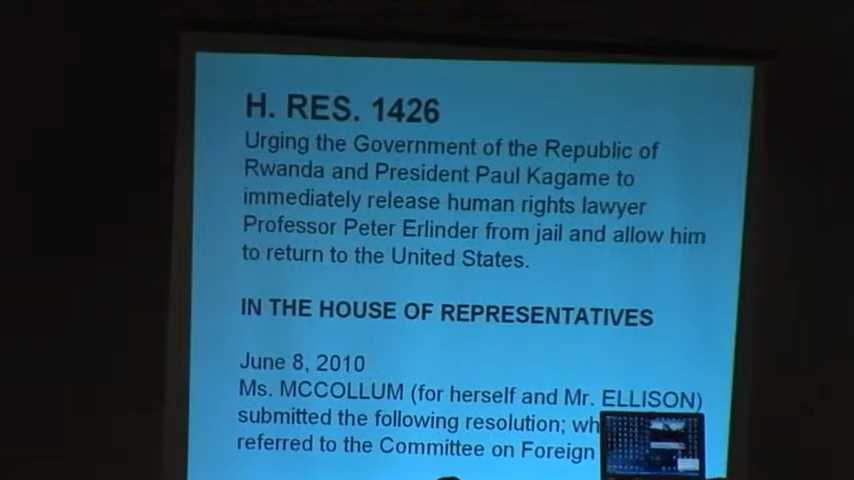 H. RES. 1426
Urging the Government of the Republic of
Rwanda and President Paul Kagame to
immediately release human rights lawyer
Professor Peter Erlinder from jail and allow him
to return to the United States.
IN THE HOUSE OF REPRESENTATIVES
June 8, 2010
Ms. MCCOLLUM (for herself and Mr. ELLISON)
submitted the following resolution;
referred to the Committee on Foreign